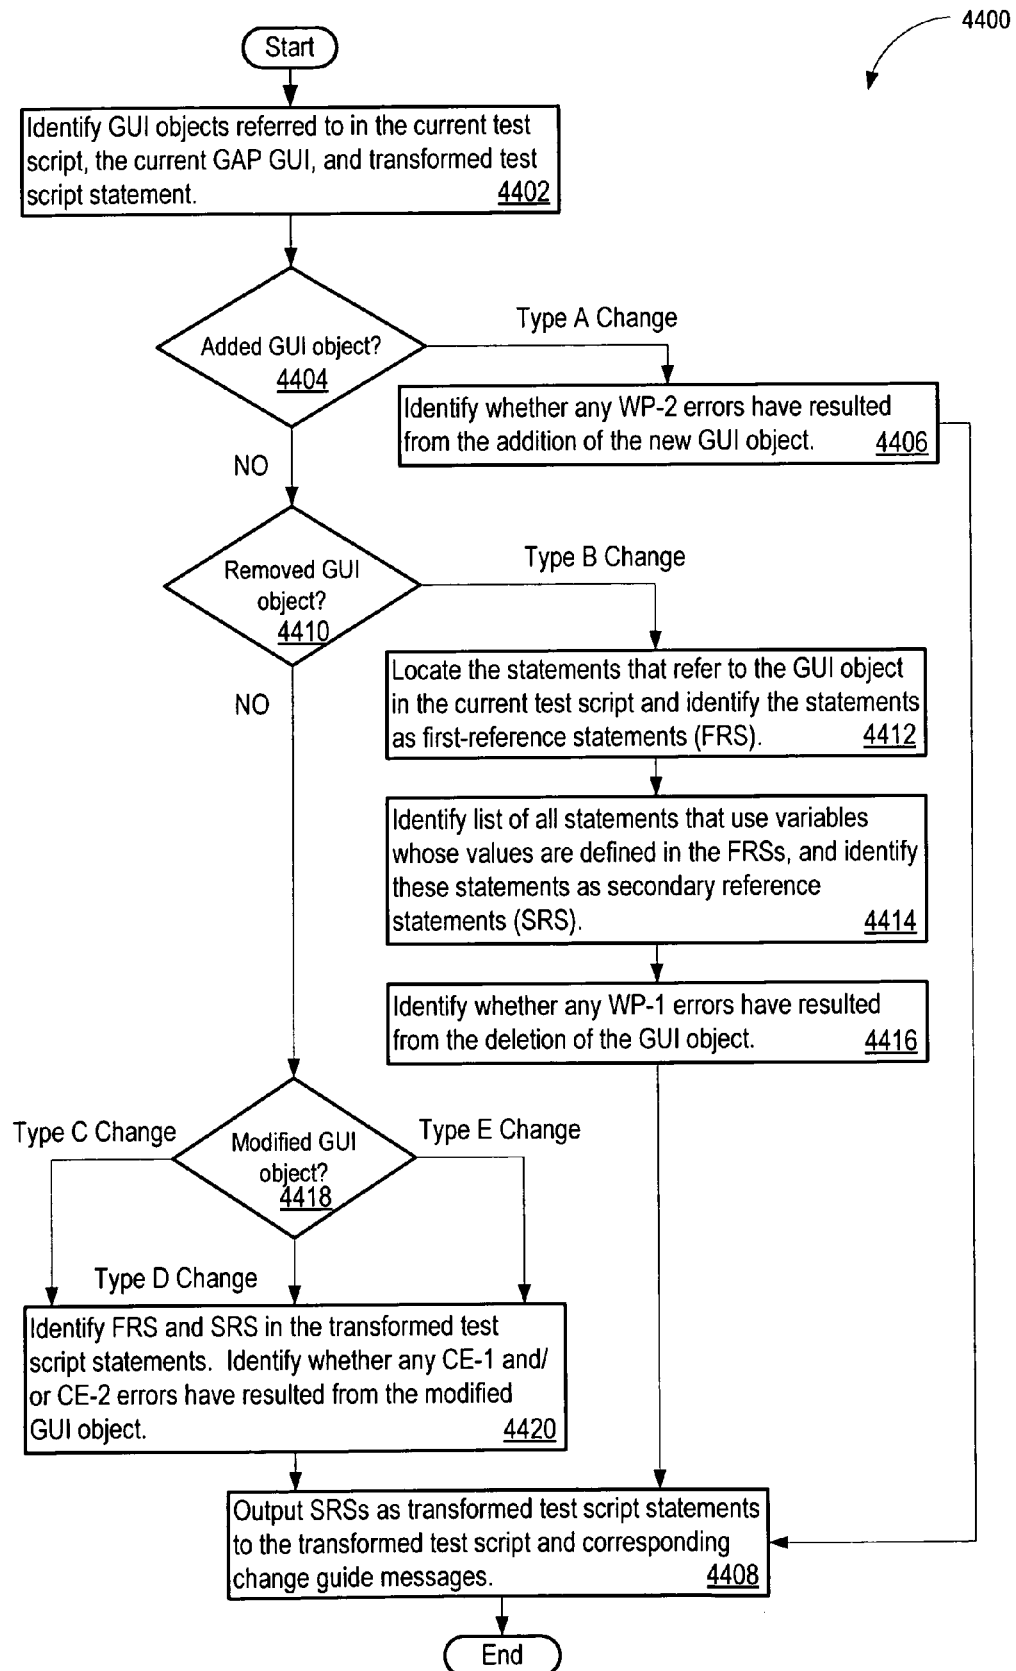 4400
Start
Identify GUI objects referred to in the current test
script, the current GAP GUI, and transformed test
script statement.
4402
Added GUI object?
4404
Type A Change
Identify whether any WP-2 errors have resulted
from the addition of the new GUI object.
4406
NO
Removed GUI
object?
4410
Type B Change
Locate the statements that refer to the GUI object
in the current test script and identify the statements
as first-reference statements (FRS).
4412
NO
Identify list of all statements that use variables
whose values are defined in the FRSs, and identify
these statements as secondary reference
statements (SRS).
4414
Identify whether any WP-1 errors have resulted
from the deletion of the GUI object.
4416
Type C Change
Modified GUI
object?
4418
Type E Change
Type D Change
Identify FRS and SRS in the transformed test
script statements. Identify whether any CE-1 and/
or CE-2 errors have resulted from the modified
GUI object.
4420
Output SRSs as transformed test script statements
to the transformed test script and corresponding
change guide messages.
4408
End